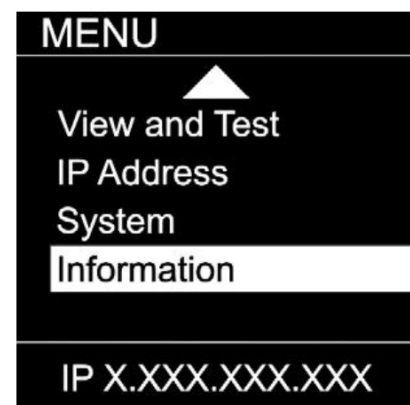 MENU
View and Test
IP Address
System
Information
IP X.XXX.XXX.XXX